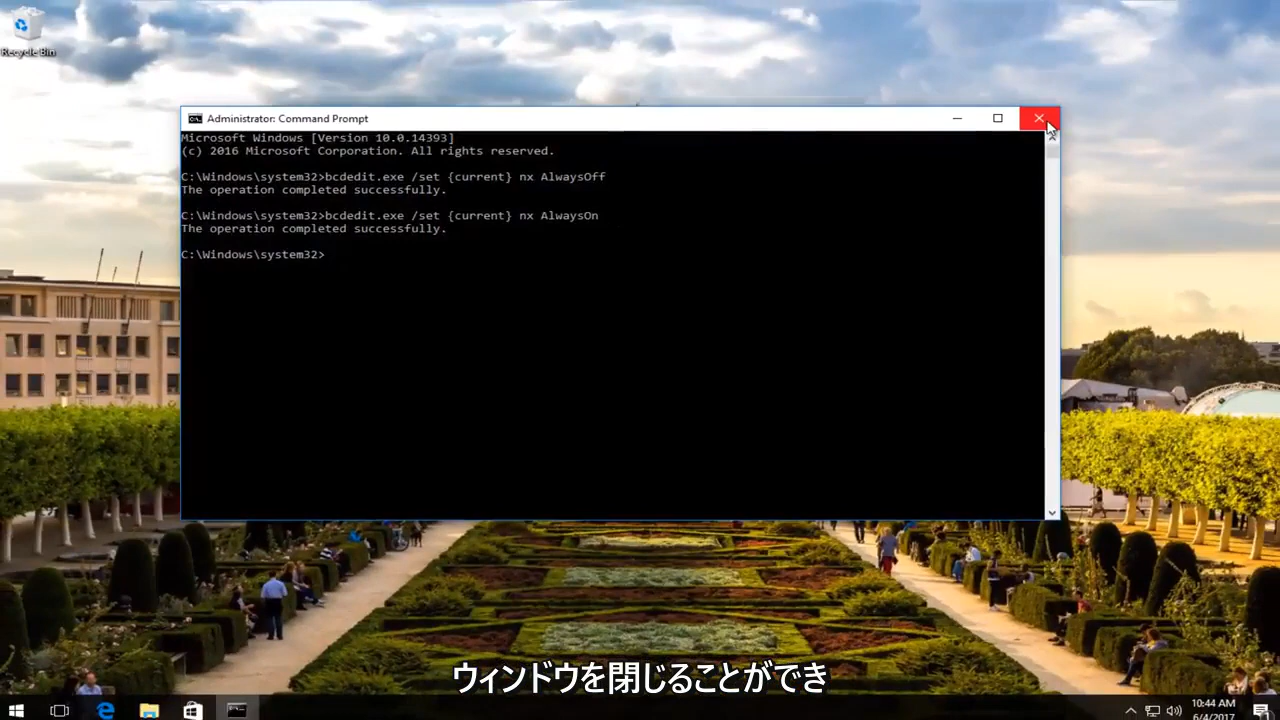 Recycle Bin
Administrator: Command Prompt
Microsoft Windows [Version 10.0.14393]
(c) 2016 Microsoft Corporation. All rights reserved.
C:\Windows\system32>bcdedit.exe /set {current} nx AlwaysOff
The operation completed successfully.
C:\Windows\system32>bcdedit.exe /set {current} nx AlwaysOn
The operation completed successfully.
C:\Windows\system32>
ウィンドウを閉じることができ
10:44 AM
6/4/2017